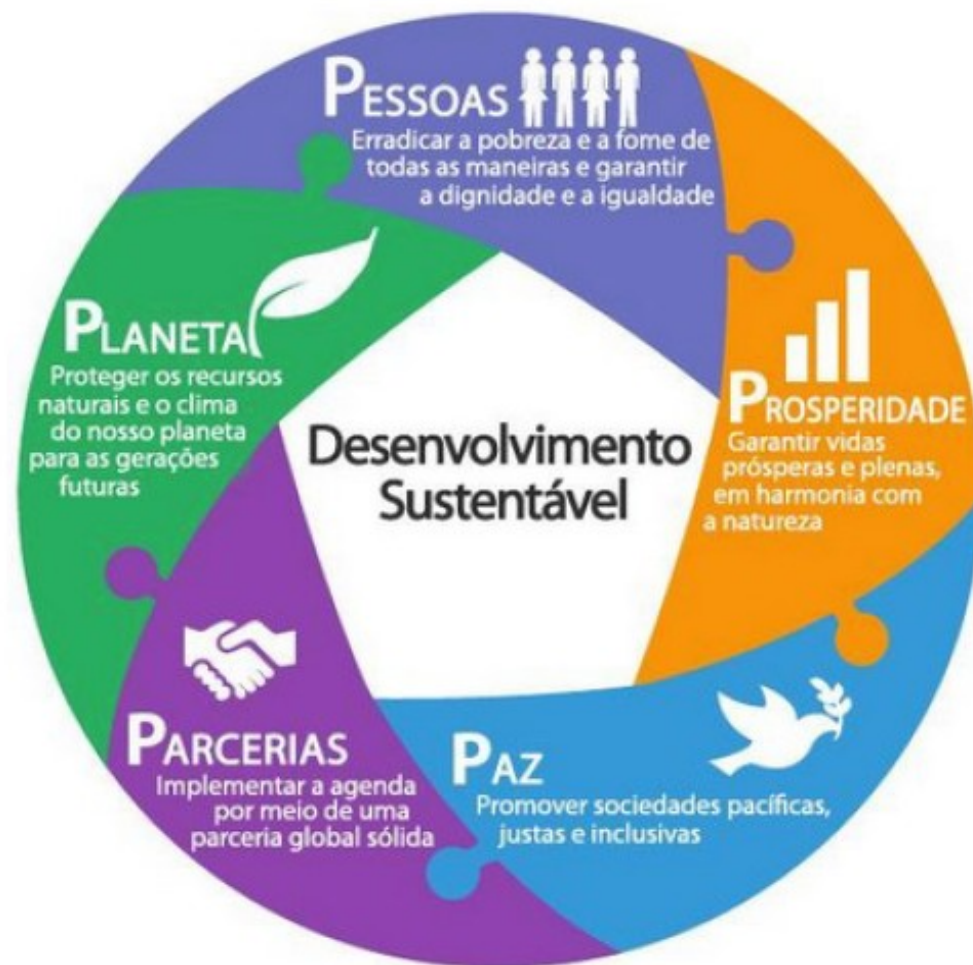 PESSOAS
Erradicar a pobreza e a fome de
todas as maneiras e garantir
a dignidade e a igualdade
PLANETA
Proteger os recursos
naturais e o clima
do nosso planeta
para as gerações
futuras
Desenvolvimento
Sustentável
PROSPERIDADE
Garantir vidas
prósperas e plenas,
em harmonia com
a natureza
PARCERIAS
Implementar a agenda
por meio de uma
parceria global sólida
PAZ
Promover sociedades pacíficas,
justas e inclusivas